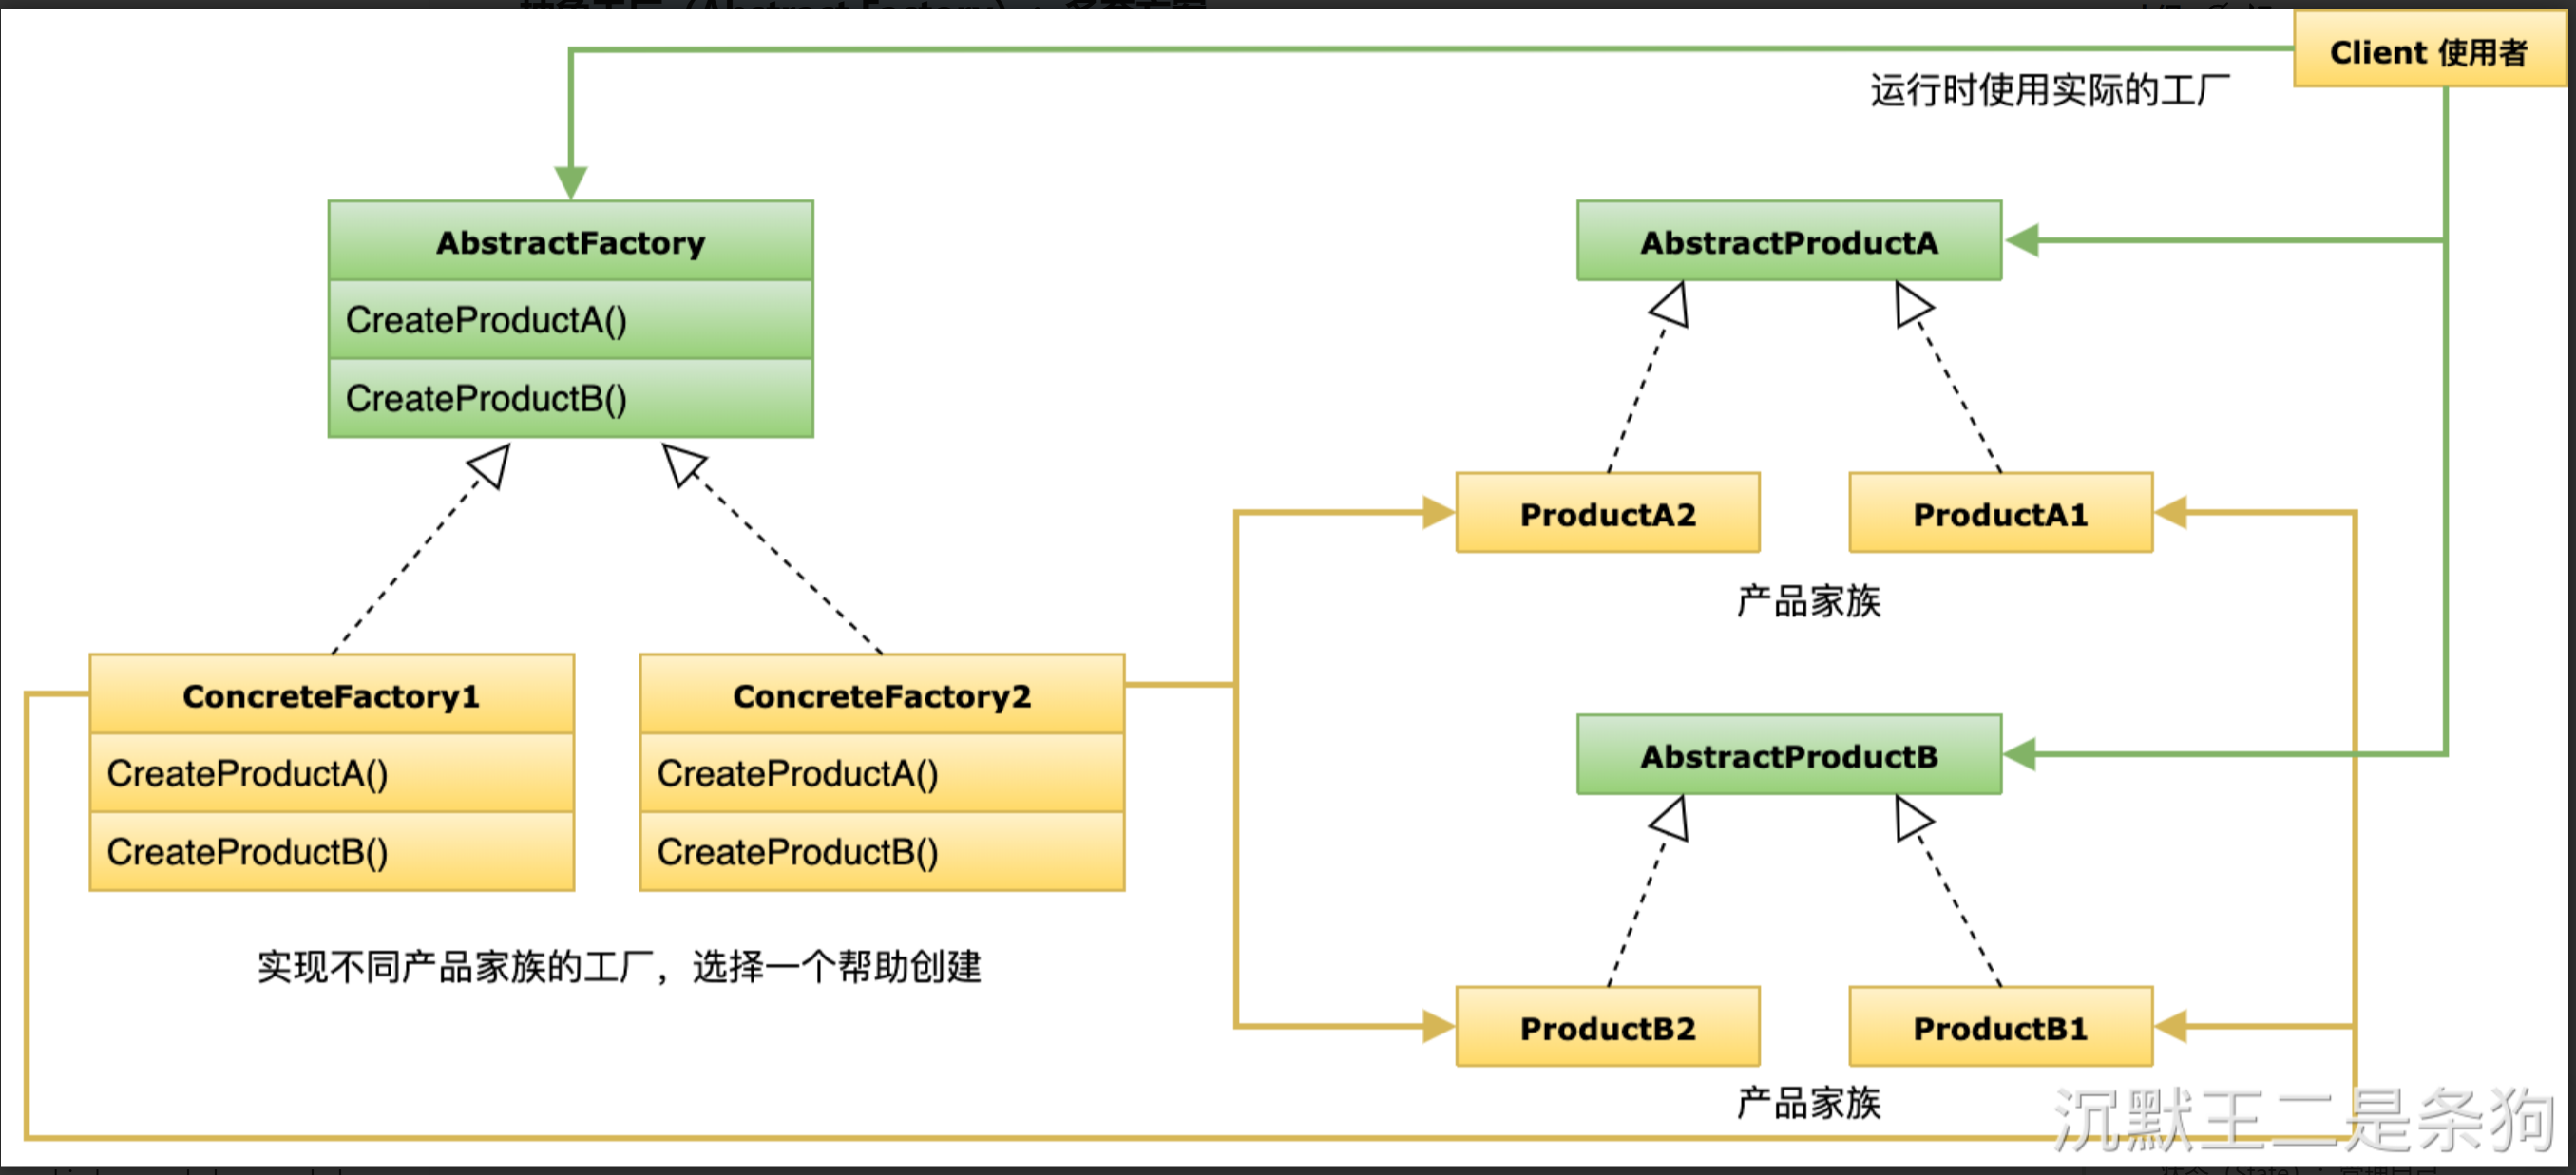 Client 使用者
运行时使用实际的工厂
AbstractFactory
CreateProductA()
CreateProductB()
AbstractProductA
ProductA2
ProductA1
产品家族
ConcreteFactory1
CreateProductA()
CreateProductB()
ConcreteFactory2
CreateProductA()
CreateProductB()
实现不同产品家族的工厂，选择一个帮助创建
AbstractProductB
ProductB2
ProductB1
产品家族
沉默王二是条狗